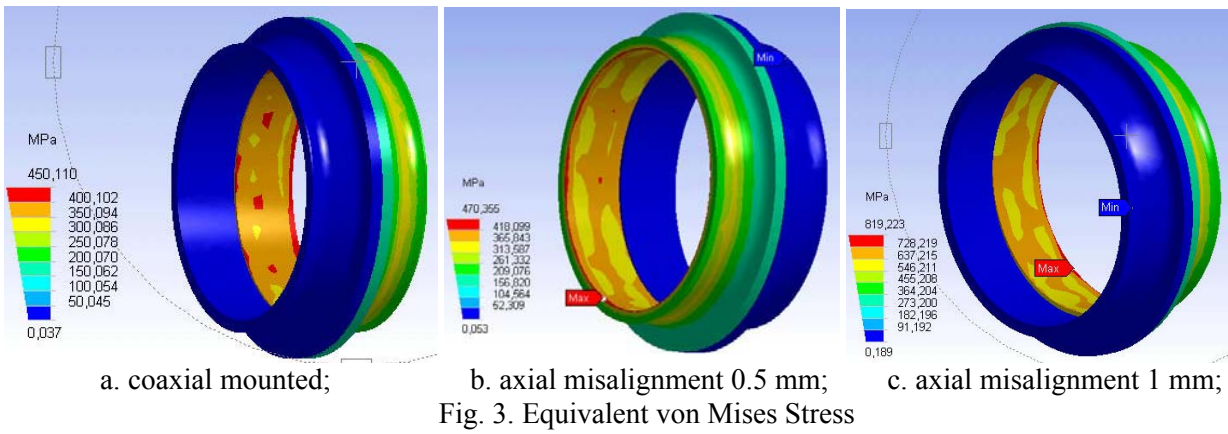 MPa
450,110
400,102
350,094
300,086
250,078
200,070
150,062
100,054
50,045
0,037
MPa
470,355
418,099
365,843
313,587
261,332
209,076
156,820
104,564
52,309
0,053
Min
Max
MPa
819,223
728,219
637,215
546,211
455,208
364,204
273,200
182,196
91,192
0,189
Min
Max
a. coaxial mounted;
b. axial misalignment 0.5 mm;
c. axial misalignment 1 mm;
Fig. 3. Equivalent von Mises Stress